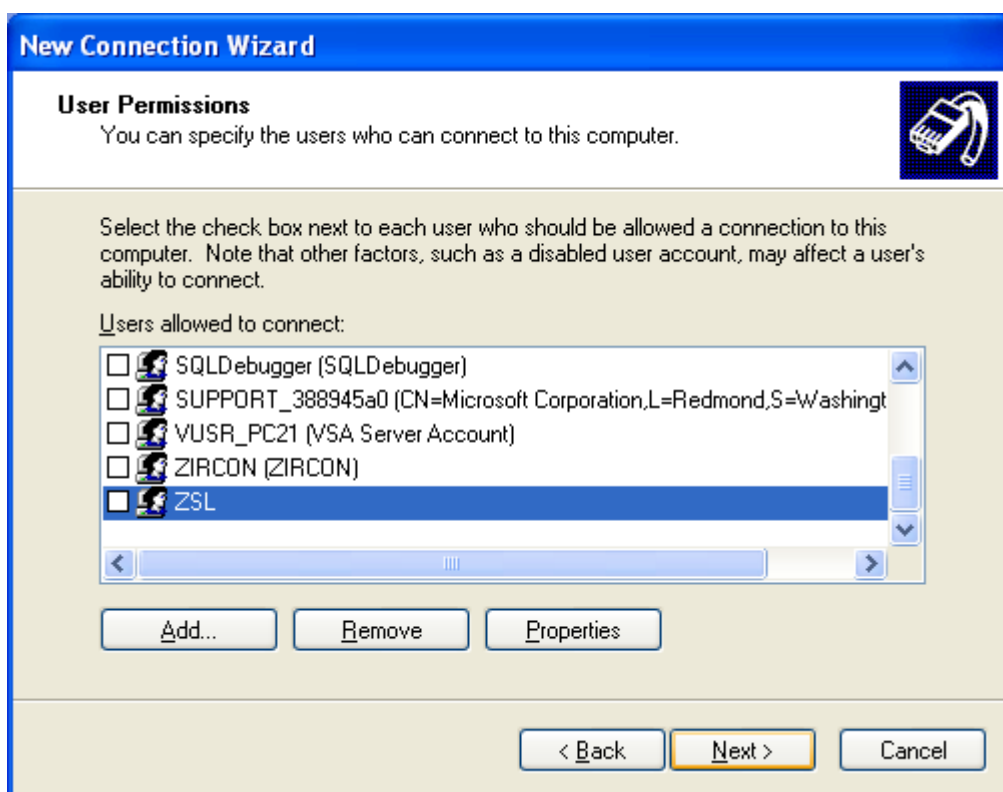 New Connection Wizard
User Permissions
You can specify the users who can connect to this computer.
Select the check box next to each user who should be allowed a connection to this
computer.  Note that other factors, such as a disabled user account, may affect a user's
ability to connect.
Users allowed to connect:
SQLDebugger (SQLDebugger)
SUPPORT_388945a0 (CN=Microsoft Corporation,L=Redmond,S=Washingt
VUSR_PC21 (VSA Server Account)
ZIRCON (ZIRCON)
ZSL
Add... Remove Properties
< Back Next > Cancel